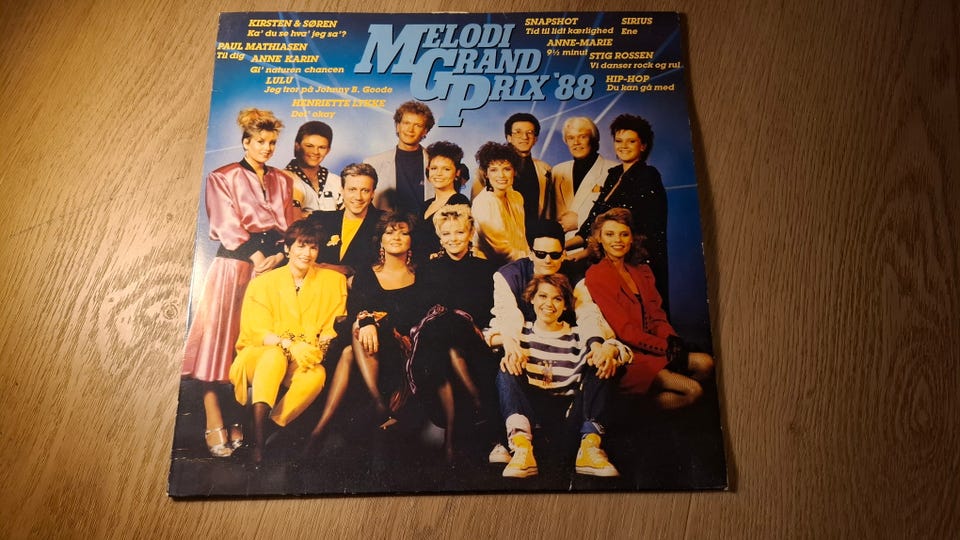 KIRSTEN & SØREN
Ka' du se hva' jeg sa'?
PAUL MATHIASEN
Til dig
ANNE KARIN
Gi' naturen chancen
LULU
Jeg tror på Johnny B. Goode
HENRIETTE LYKKE
Det' okay
MELODI
GRAND
PRIX '88
SNAPSHOT
Tid til lidt kærlighed
SIRIUS
Ene
ANNE-MARIE
9½ minut
STIG ROSSEN
Vi danser rock og rul
HIP-HOP
Du kan gå med